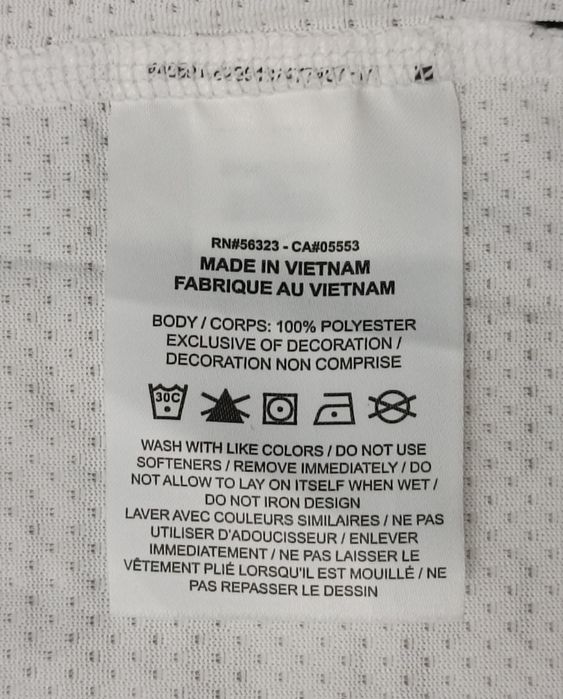 RN#56323 - CA#05553
MADE IN VIETNAM
FABRIQUE AU VIETNAM
BODY / CORPS: 100% POLYESTER
EXCLUSIVE OF DECORATION /
DECORATION NON COMPRISE
30C
WASH WITH LIKE COLORS / DO NOT USE
SOFTENERS / REMOVE IMMEDIATELY / DO
NOT ALLOW TO LAY ON ITSELF WHEN WET /
DO NOT IRON DESIGN
LAVER AVEC COULEURS SIMILAIRES / NE PAS
UTILISER D'ADOUCISSEUR / ENLEVER
IMMEDIATEMENT / NE PAS LAISSER LE
VÊTEMENT PLIÉ LORSQU'IL EST MOUILLÉ / NE
PAS REPASSER LE DESSIN